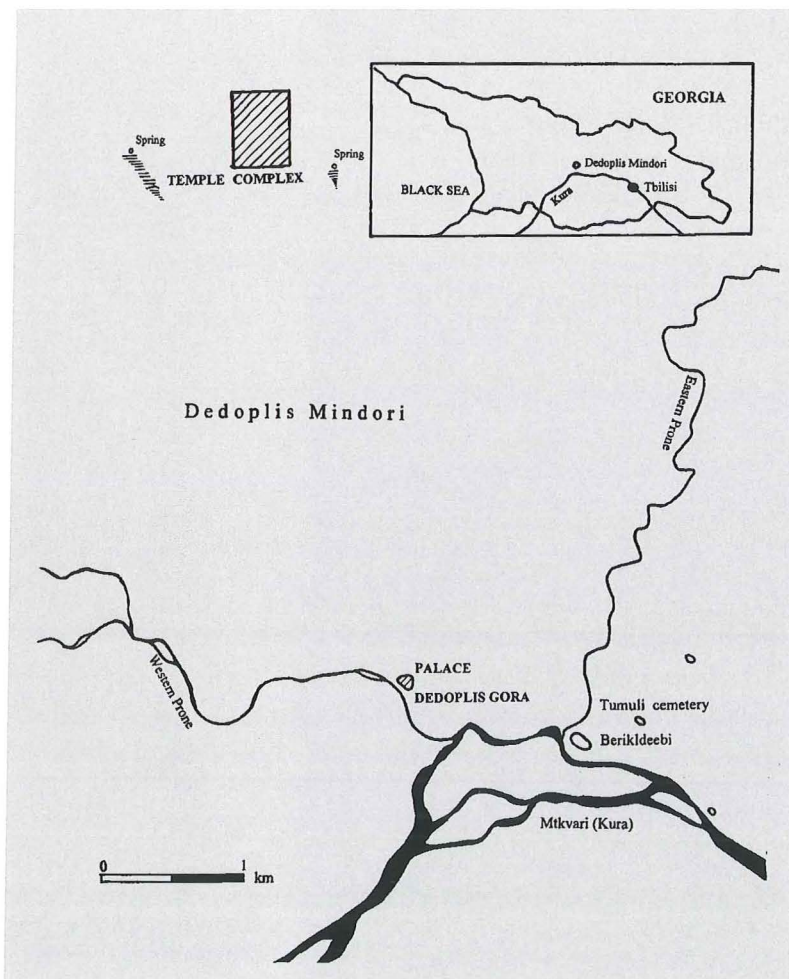 GEORGIA
Spring
Spring
TEMPLE COMPLEX
Dedoplis Mindori
BLACK SEA
Kura
Tbilisi
Dedoplis Mindori
Eastern Prone
Western Prone
PALACE
DEDOPLIS GORA
Tumuli cemetery
Berikldeebi
Mtkvari (Kura)
0 1
km